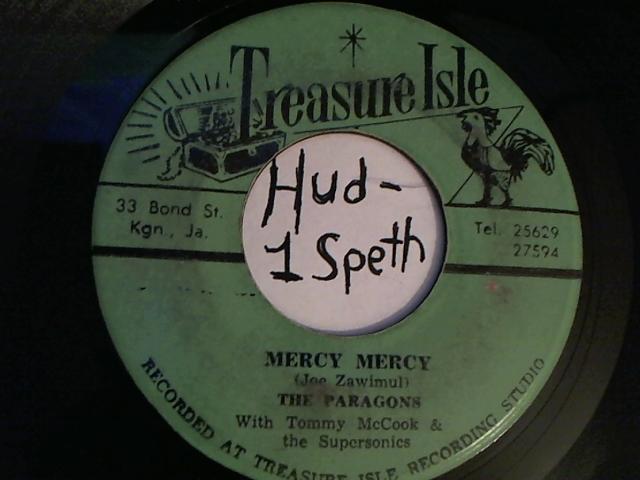 Treasure Isle
33 Bond St.
Kgn., Ja.
Tel. 25629
27594
Hud-
1 Speth
MERCY MERCY
(Joe Zawimul)
THE PARAGONS
With Tommy McCook &
the Supersonics
RECORDED AT TREASURE ISLE RECORDING STUDIO